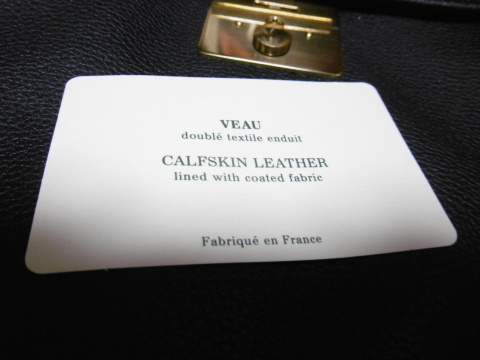 VEAU
doublé textile enduit
CALFSKIN LEATHER
lined with coated fabric
Fabriqué en France